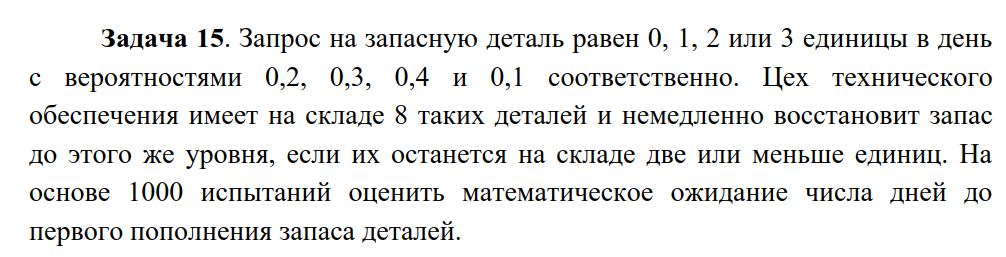 Задача 15. Запрос на запасную деталь равен 0, 1, 2 или 3 единицы в день
с вероятностями 0,2, 0,3, 0,4 и 0,1 соответственно. Цех технического
обеспечения имеет на складе 8 таких деталей и немедленно восстановит запас
до этого же уровня, если их останется на складе две или меньше единиц. На
основе 1000 испытаний оценить математическое ожидание числа дней до
первого пополнения запаса деталей.